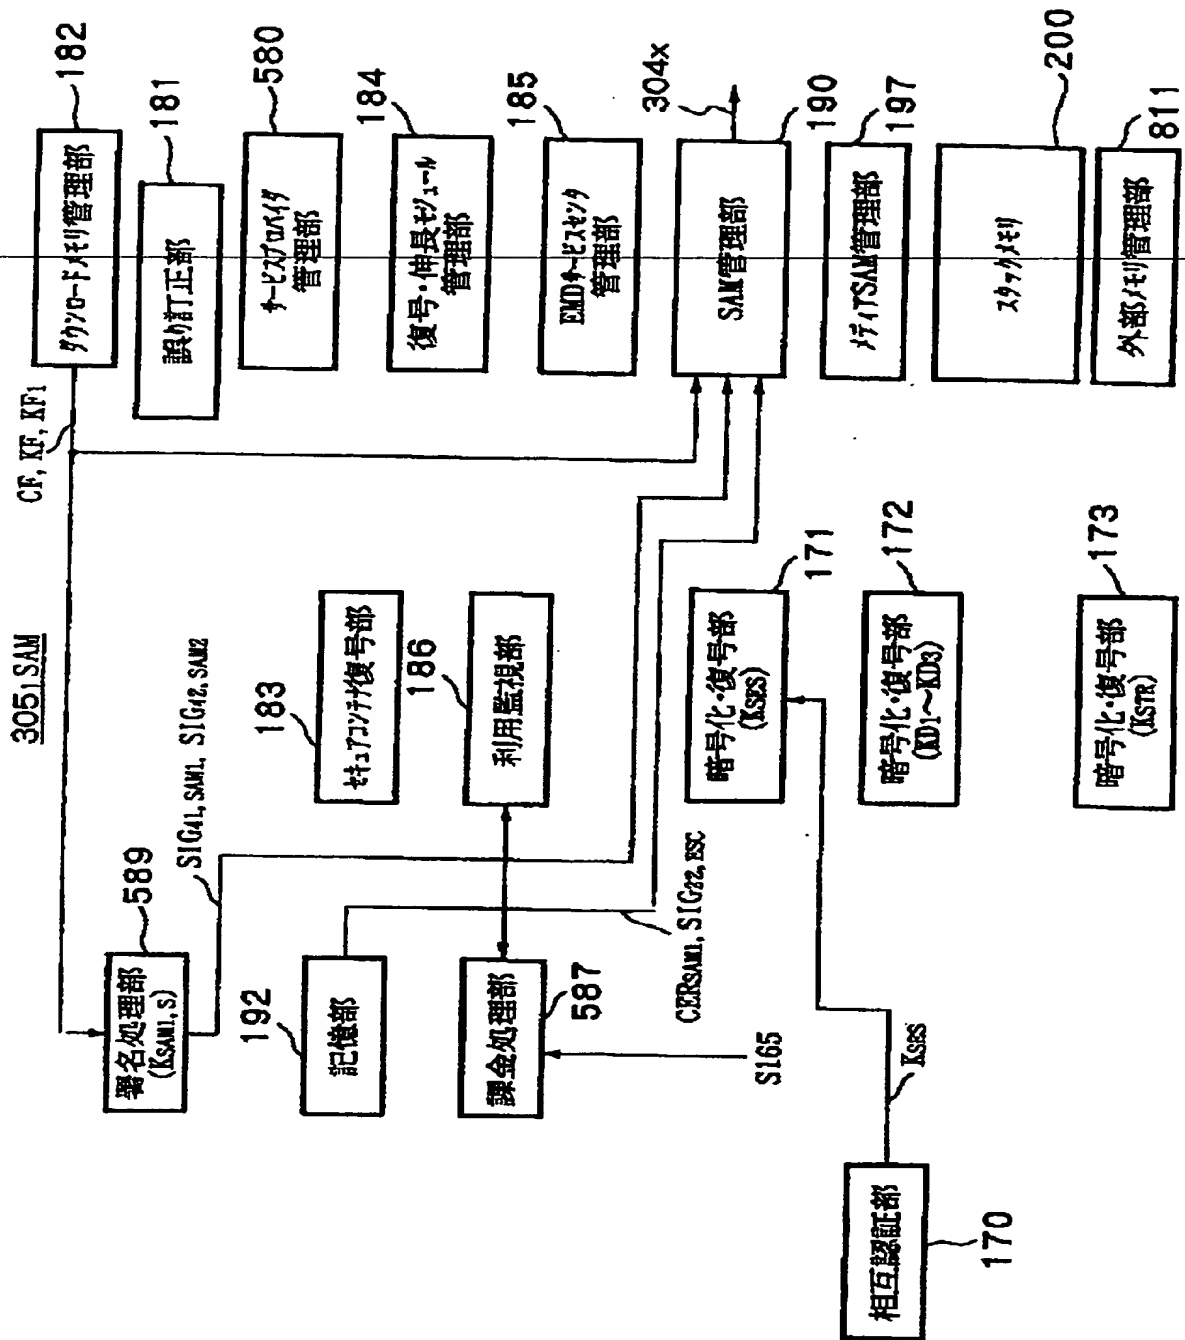 305₁ SAM
CF, KF, KF₁
ダウンロードメモリ管理部
182
誤り訂正部
181
サービスプロバイダ
管理部
580
復号・伸長モジュール
管理部
184
EMDサービスセンタ
管理部
185
SAM管理部
190
304x
メディアSAM管理部
197
スタックメモリ
200
外部メモリ管理部
811
署名処理部
(KSAM1,S)
589
SIG41,SAM1, SIG42,SAM2
セキュアコンテナ復号部
183
利用監視部
186
記憶部
192
課金処理部
587
S165
CERSAM1, SIG22,ESC
暗号化・復号部
(KSES)
171
暗号化・復号部
(KD₁～KD₃)
172
暗号化・復号部
(KSTR)
173
KSES
相互認証部
170